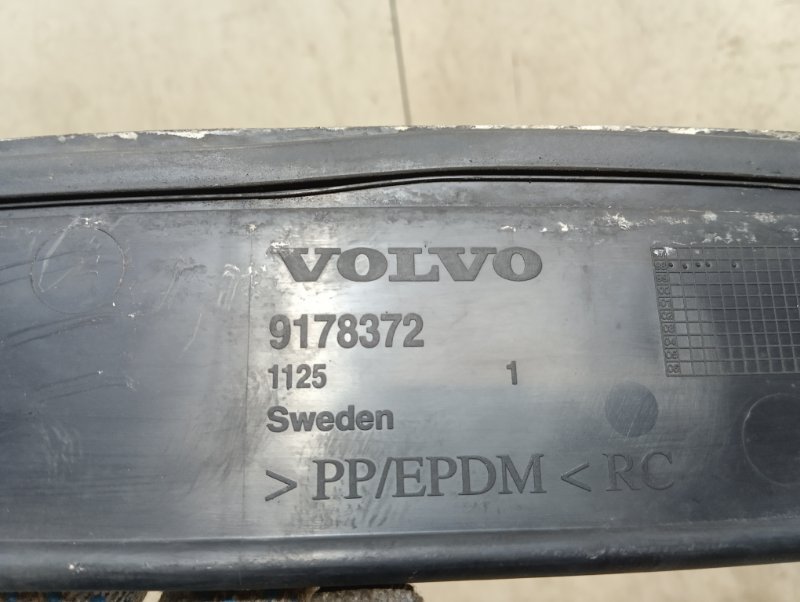 VOLVO
9178372
1125 1
Sweden
> PP/EPDM < RC